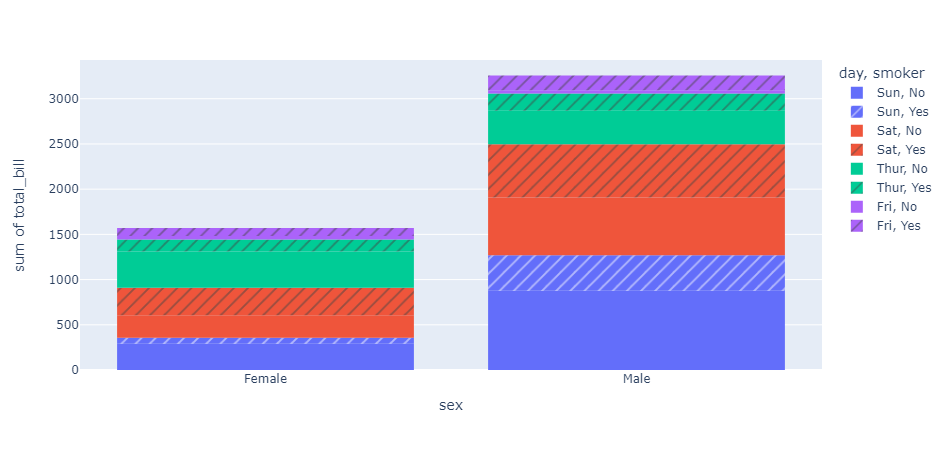 3000
2500
2000
1500
1000
500
0
sum of total_bill
Female
Male
sex
day, smoker
Sun, No
Sun, Yes
Sat, No
Sat, Yes
Thur, No
Thur, Yes
Fri, No
Fri, Yes